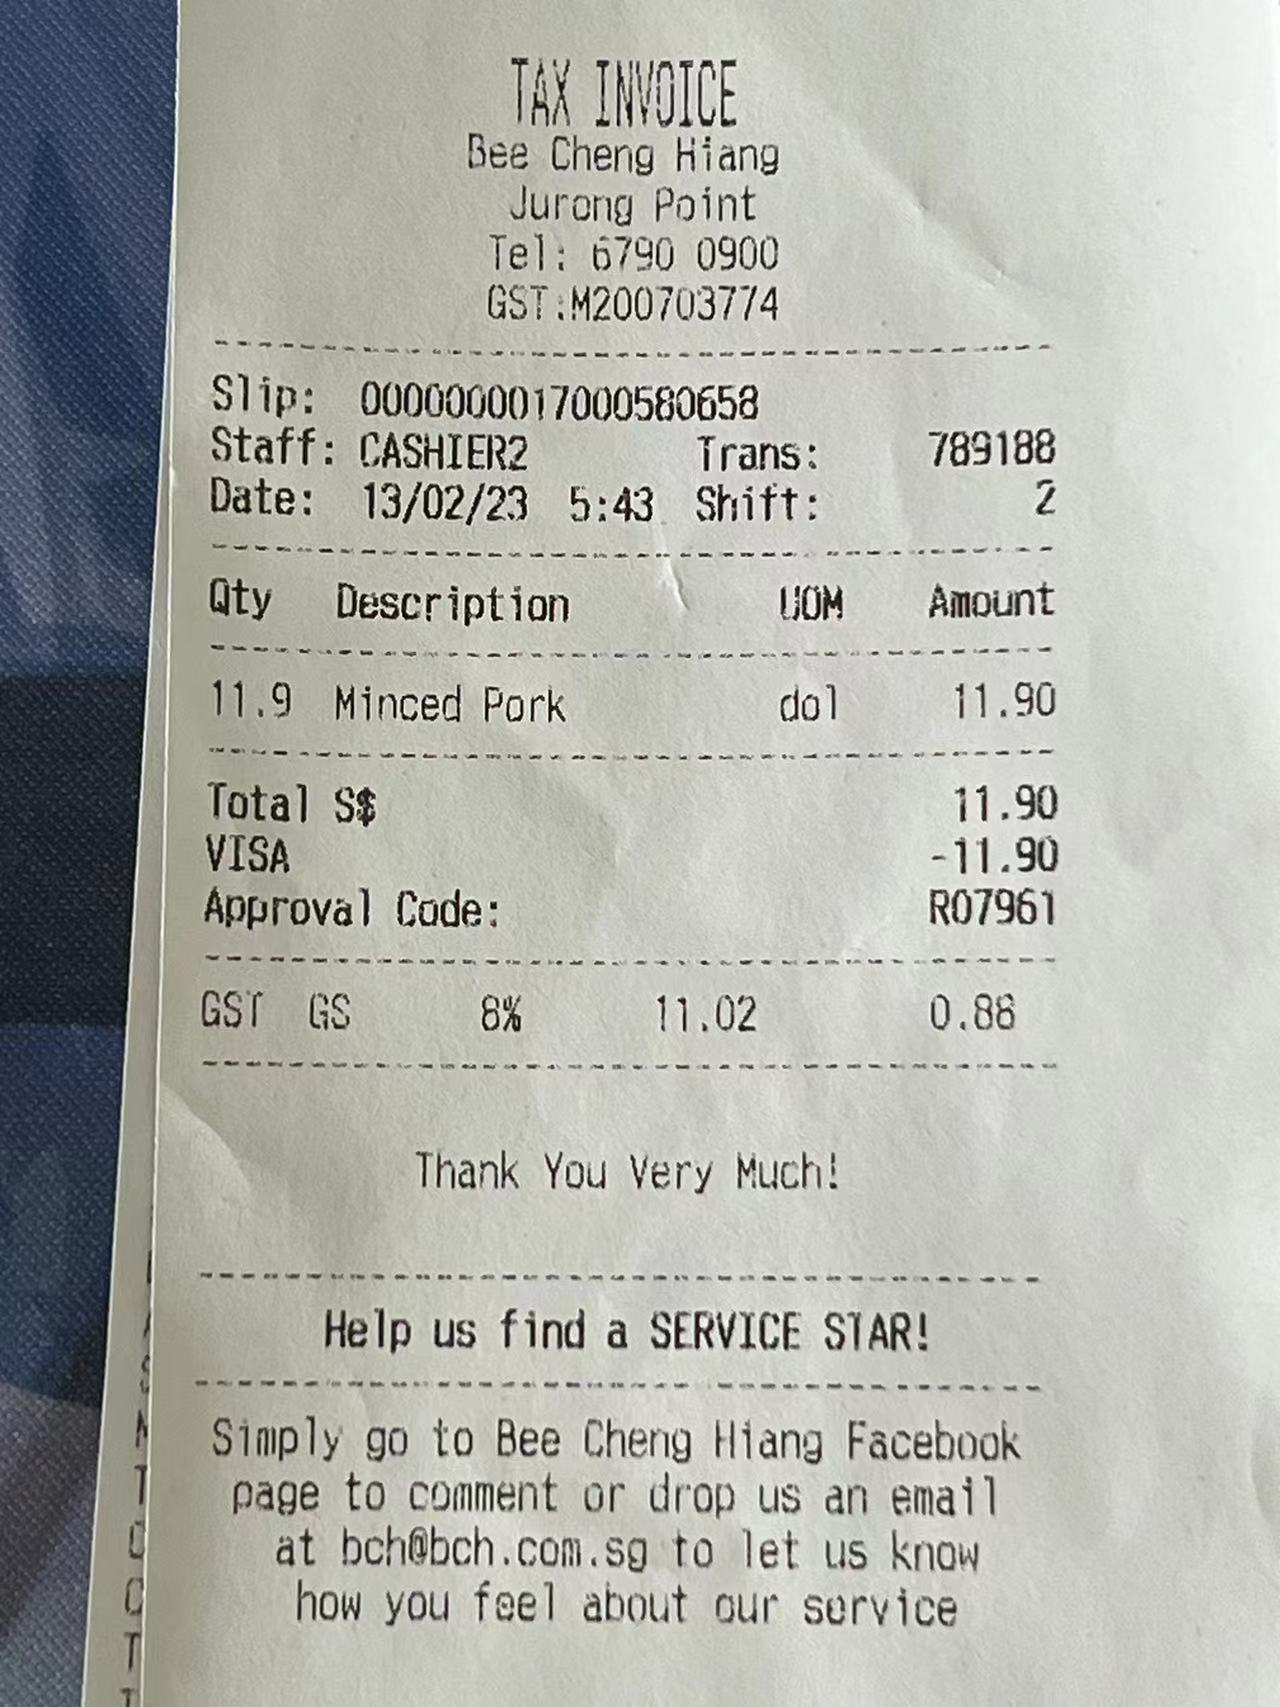 TAX INVOICE
Bee Cheng Hiang
Jurong Point
Tel: 6790 0900
GST:M200703774
Slip: 0000000017000580658
Staff: CASHIER2 Trans: 789188
Date: 13/02/23 5:43 Shift: 2
Qty Description UOM Amount
11.9 Minced Pork dol 11.90
Total S$ 11.90
VISA -11.90
Approval Code: R07961
GST GS 8% 11.02 0.88
Thank You Very Much!
Help us find a SERVICE STAR!
Simply go to Bee Cheng Hiang Facebook
page to comment or drop us an email
at bch@bch.com.sg to let us know
how you feel about our service